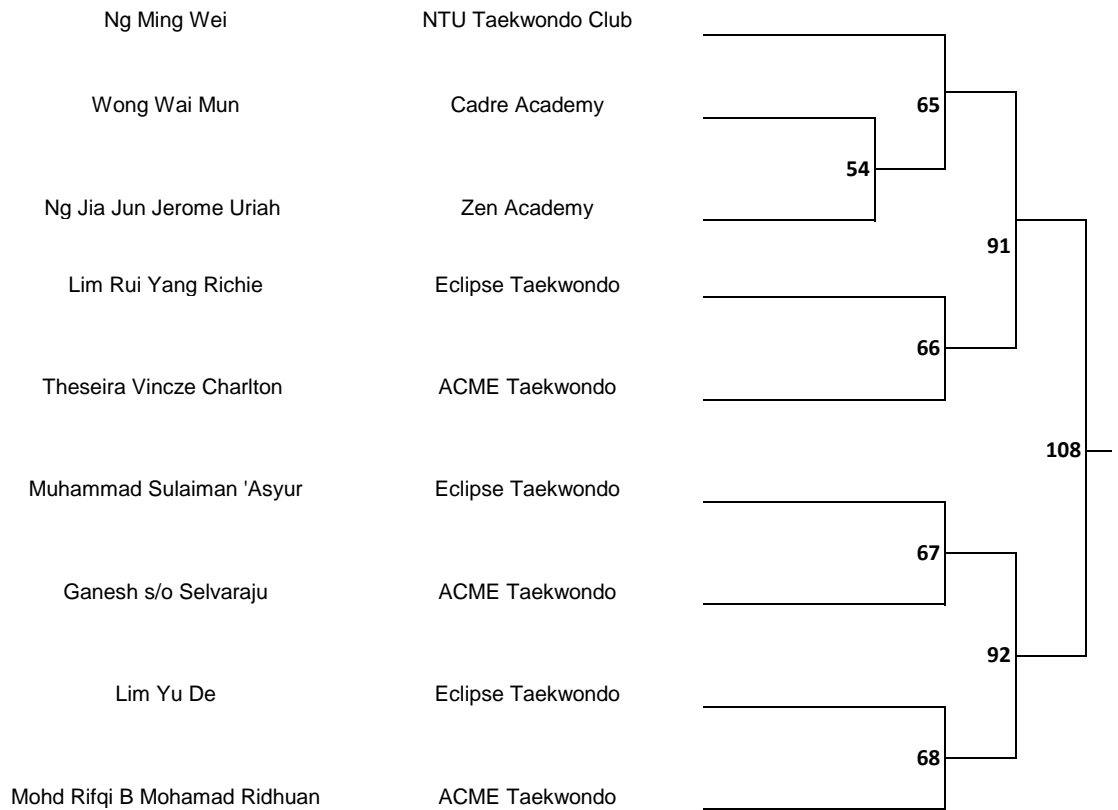 Ng Ming Wei NTU Taekwondo Club
Wong Wai Mun Cadre Academy 65
54
Ng Jia Jun Jerome Uriah Zen Academy
91
Lim Rui Yang Richie Eclipse Taekwondo
66
Theseira Vincze Charlton ACME Taekwondo
108
Muhammad Sulaiman 'Asyur Eclipse Taekwondo
67
Ganesh s/o Selvaraju ACME Taekwondo
92
Lim Yu De Eclipse Taekwondo
68
Mohd Rifqi B Mohamad Ridhuan ACME Taekwondo